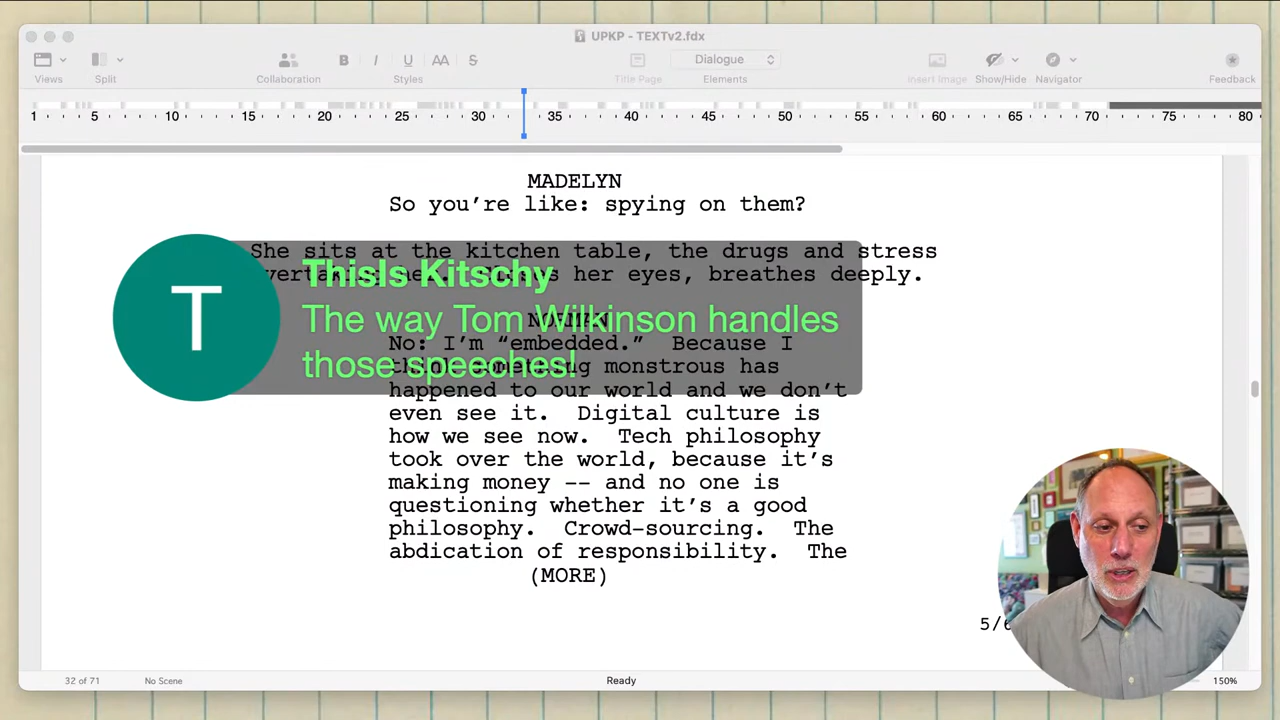 UPKP - TEXTv2.fdx
B I U AA S Dialogue
Views Split Collaboration Styles Title Page Elements Insert Image Show/Hide Navigator Feedback
1 5 10 15 20 25 30 35 40 45 50 55 60 65 70 75 80
MADELYN
So you’re like: spying on them?
She sits at the kitchen table, the drugs and stress
her eyes, breathes deeply.
T
ThisIs Kitschy
The way Tom Wilkinson handles
those speeches!
NORMAN
No: I’m “embedded.” Because I
think something monstrous has
happened to our world and we don’t
even see it. Digital culture is
how we see now. Tech philosophy
took over the world, because it’s
making money -- and no one is
questioning whether it’s a good
philosophy. Crowd-sourcing. The
abdication of responsibility. The
(MORE)
32 of 71 No Scene Ready 150%